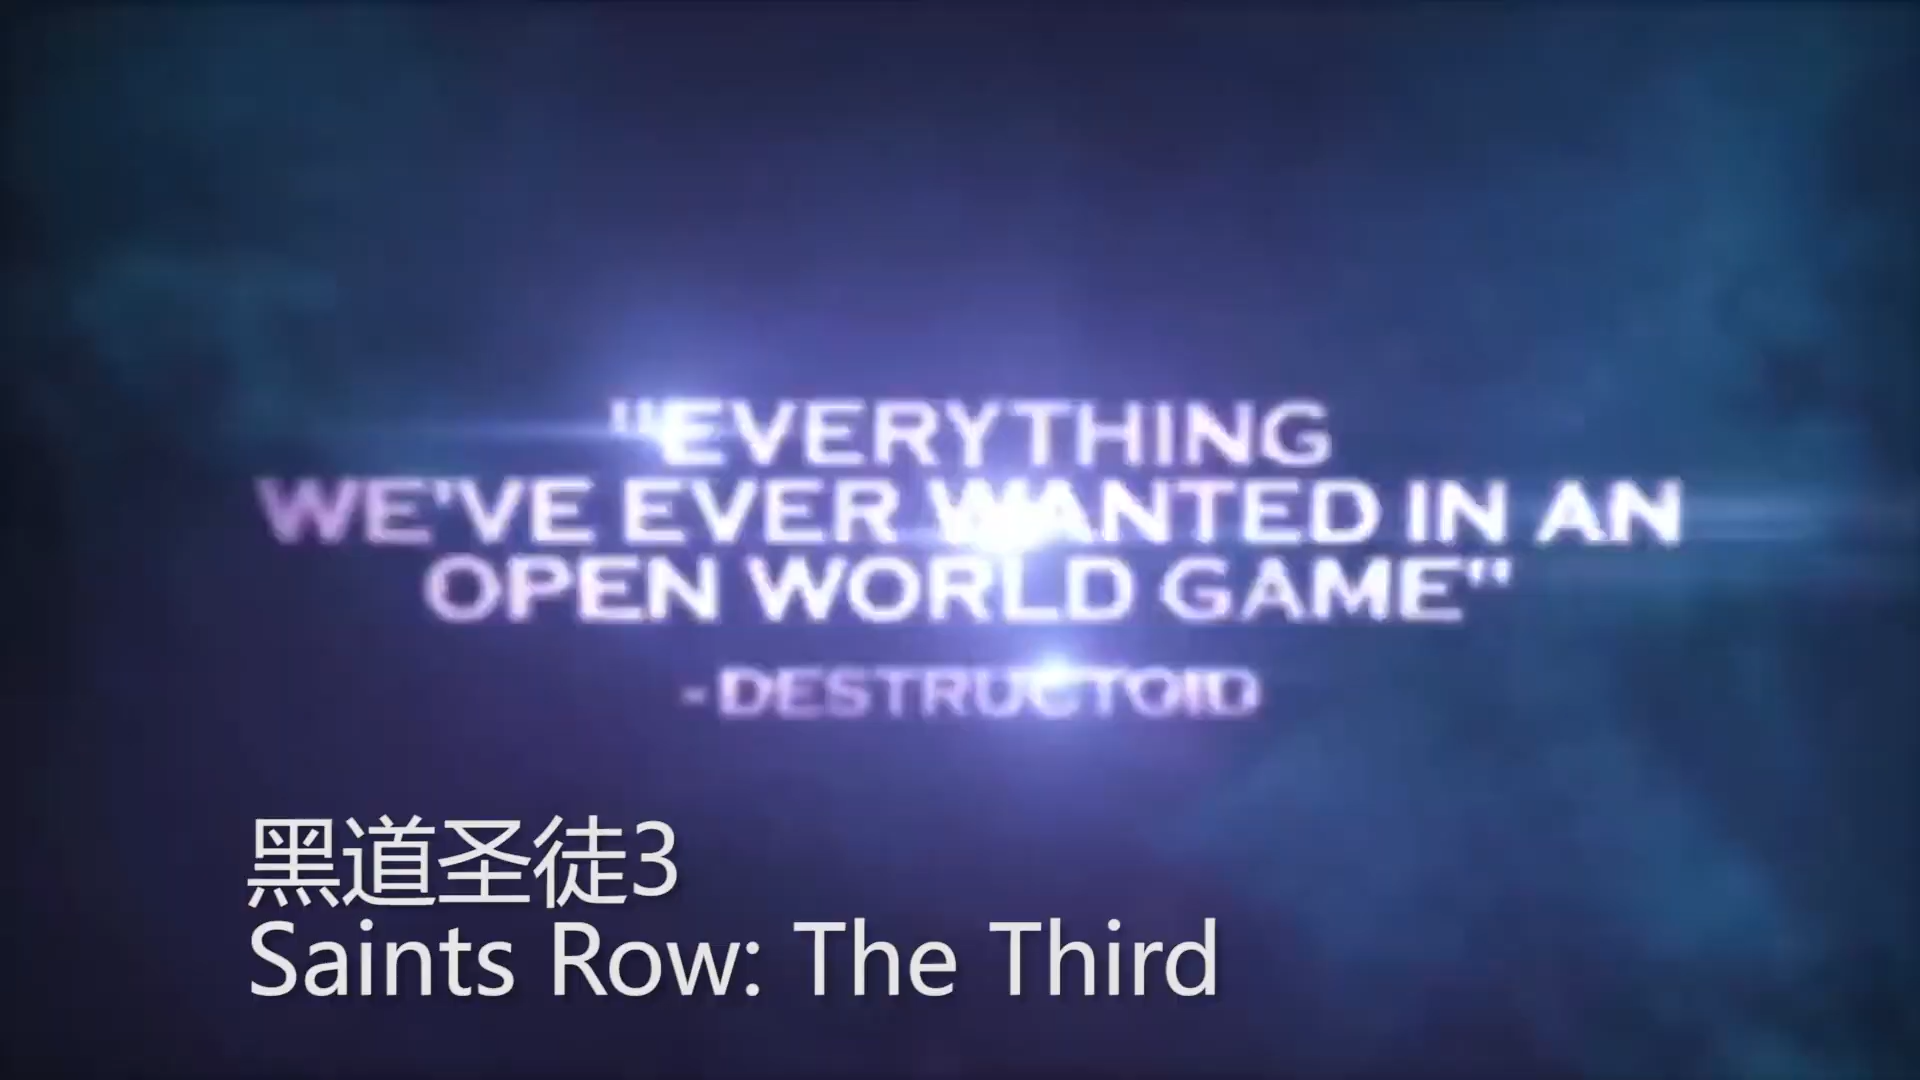 "EVERYTHING
WE'VE EVER WANTED IN AN
OPEN WORLD GAME"
- DESTRUCTOID
黑道圣徒3
Saints Row: The Third